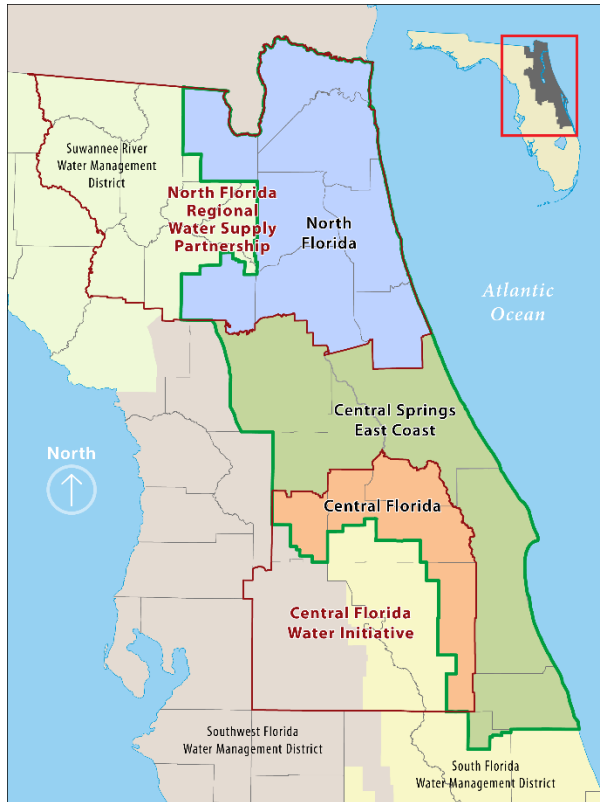 Suwannee River
Water Management
District
North Florida
Regional
Water Supply
Partnership
North
Florida
Atlantic
Ocean
Central Springs
East Coast
North
Central Florida
Central Florida
Water Initiative
Southwest Florida
Water Management District
South Florida
Water Management District